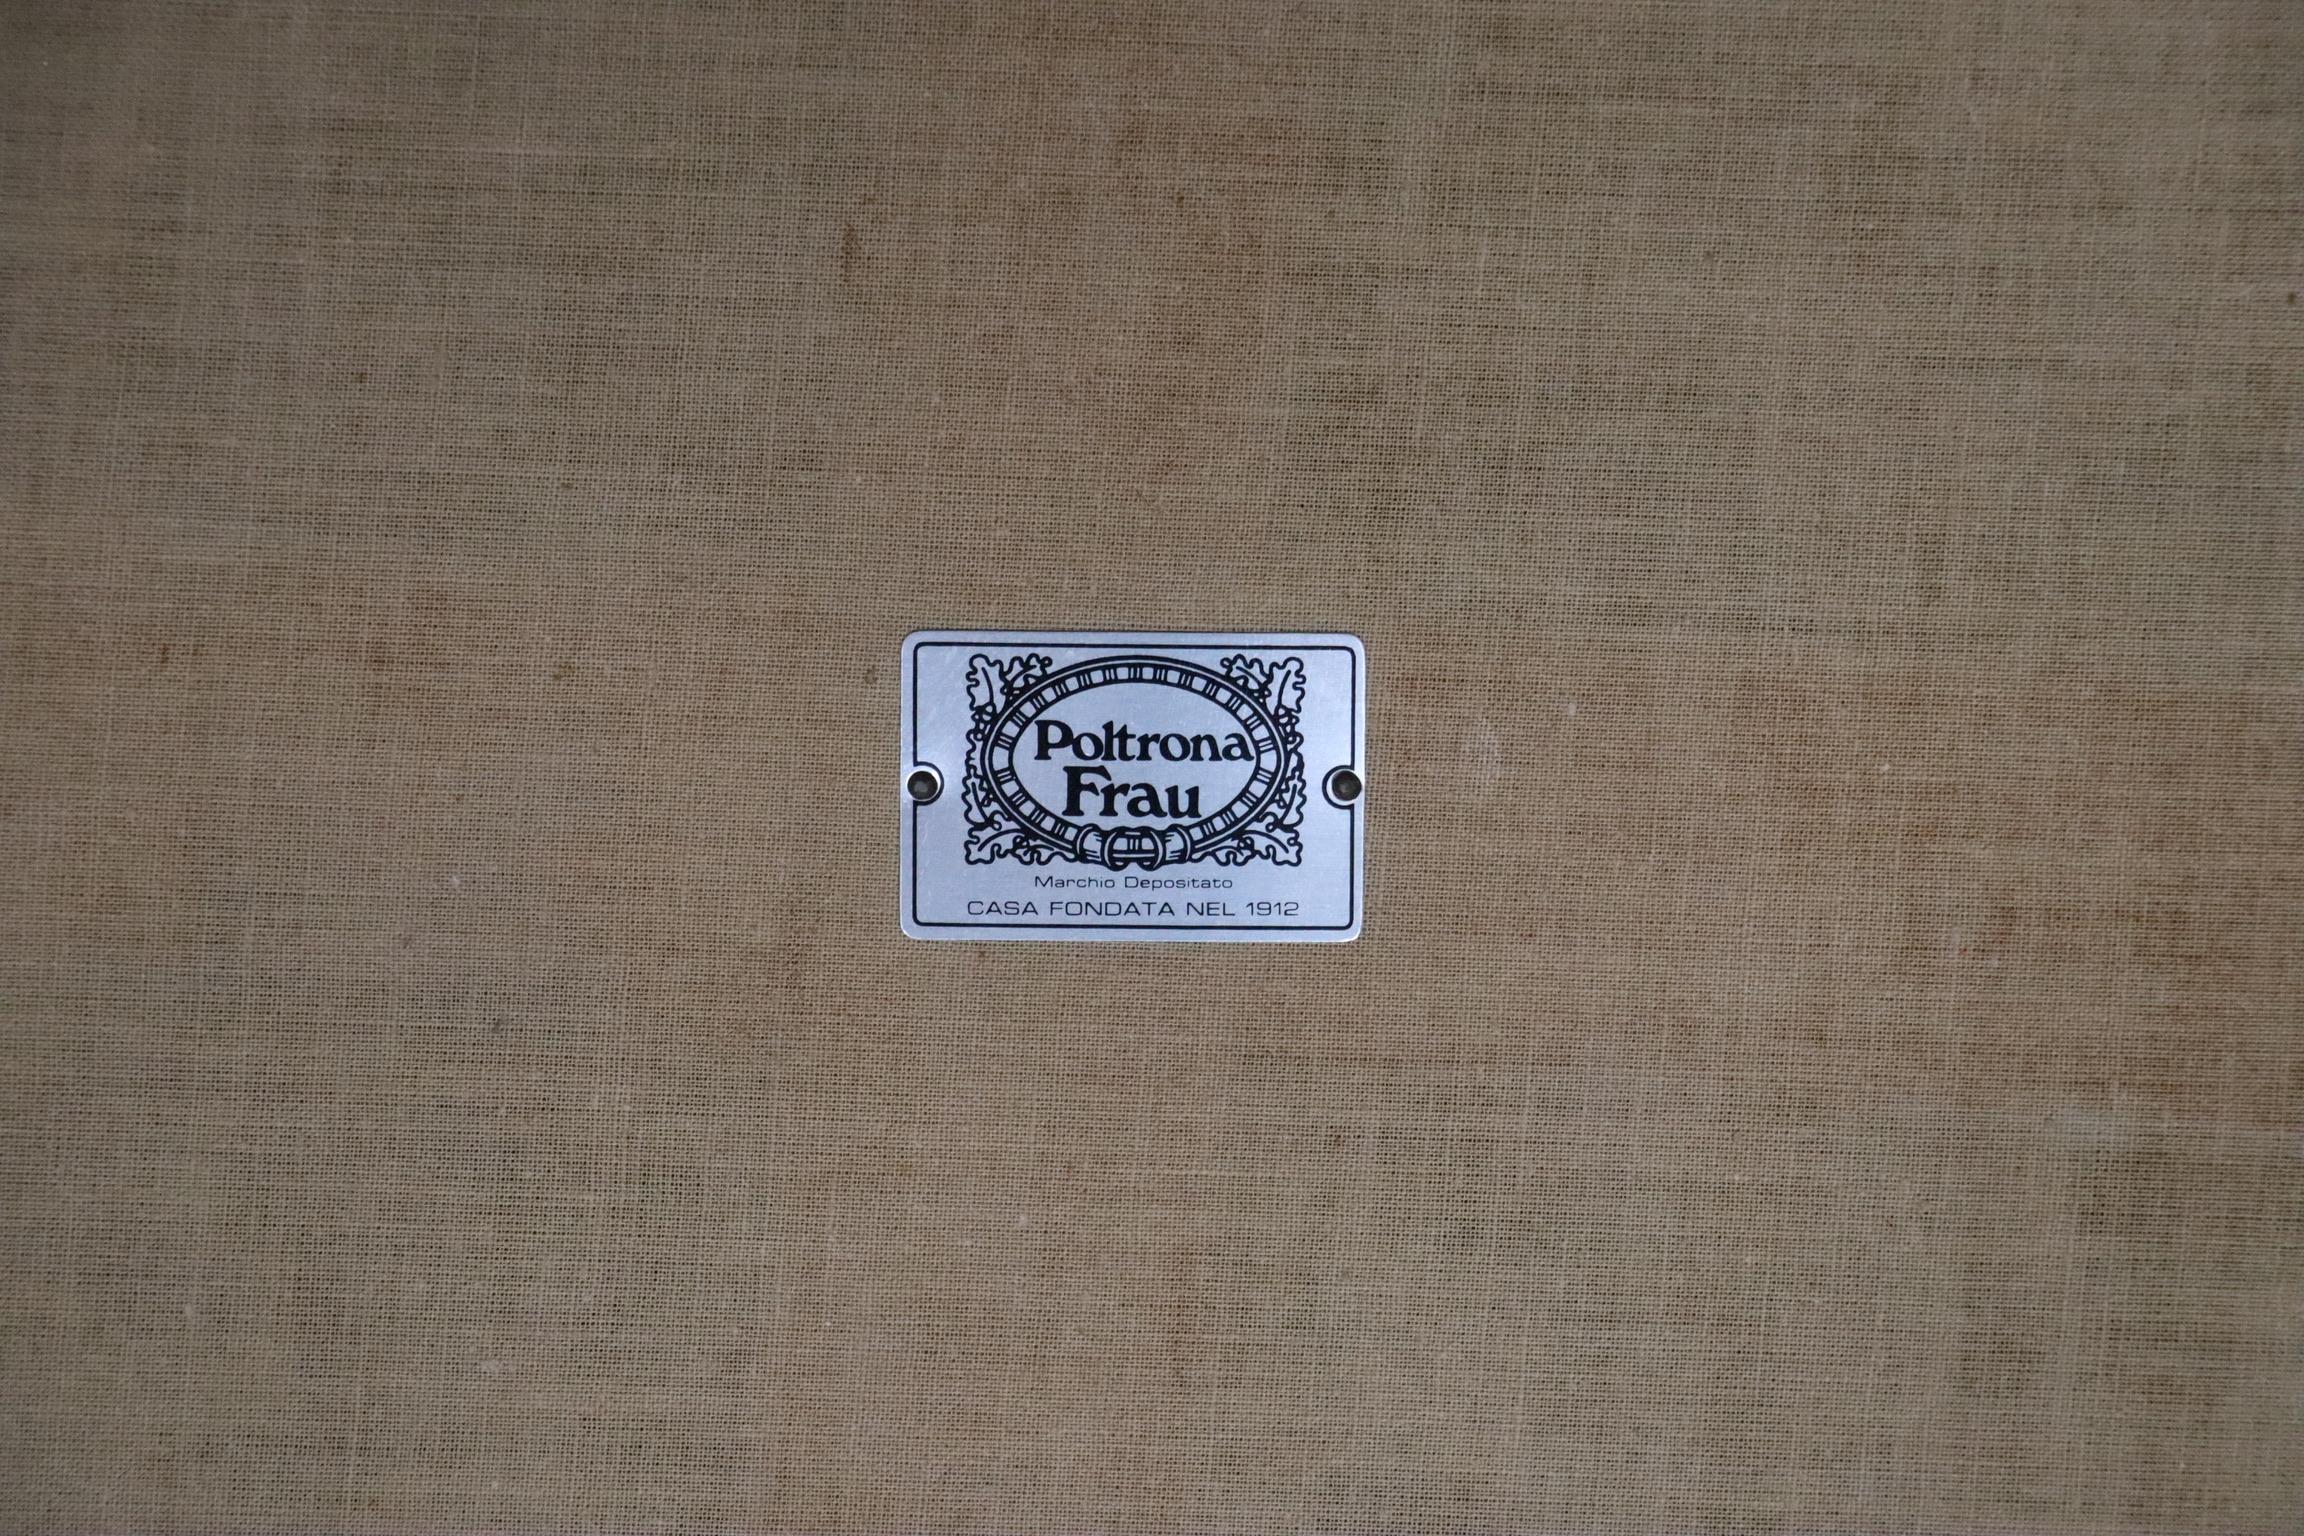 Poltrona
Frau
Marchio Depositato
CASA FONDATA NEL 1912